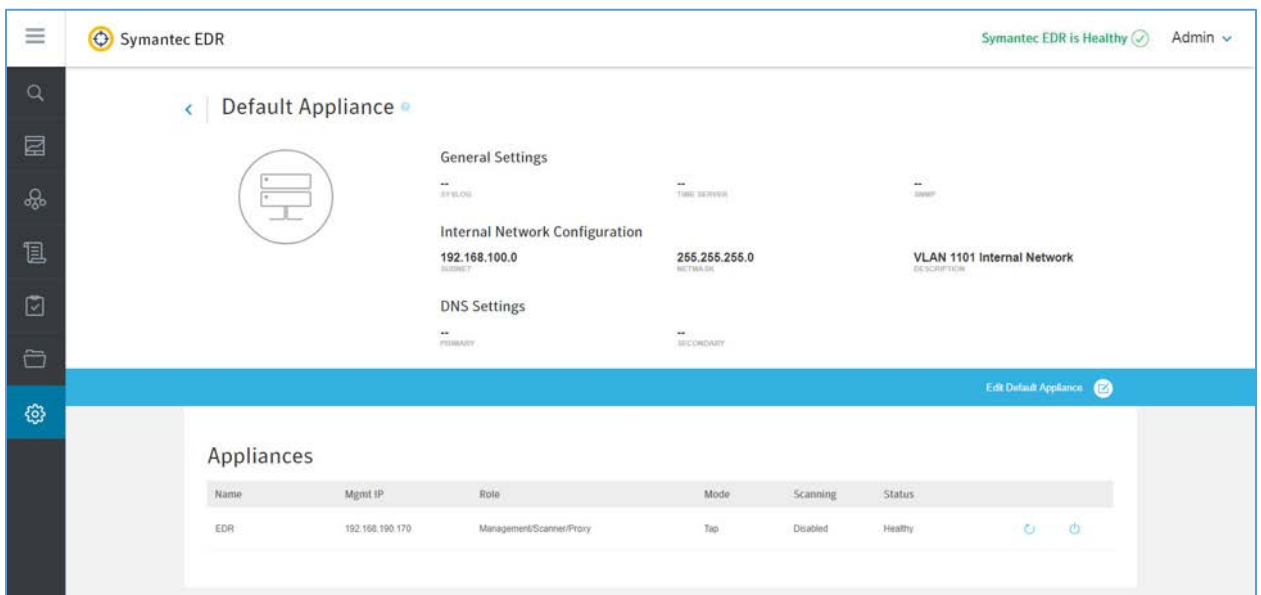 Symantec EDR
Symantec EDR is Healthy
Admin
Default Appliance
General Settings
-- -- --
SYSLOG TIME SERVER SNMP
Internal Network Configuration
192.168.100.0 255.255.255.0 VLAN 1101 Internal Network
SUBNET NETMASK DESCRIPTION
DNS Settings
-- --
PRIMARY SECONDARY
Edit Default Appliance
Appliances
Name Mgmt IP Role Mode Scanning Status
EDR 192.168.190.170 Management/Scanner/Proxy Tap Disabled Healthy